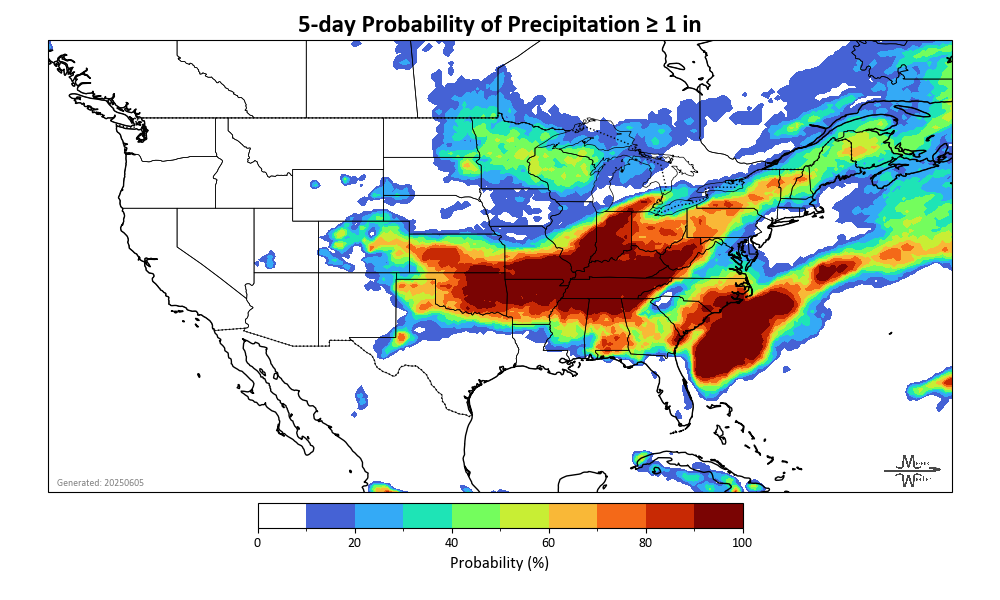 5-day Probability of Precipitation ≥ 1 in
Generated: 20250605
0 20 40 60 80 100
Probability (%)